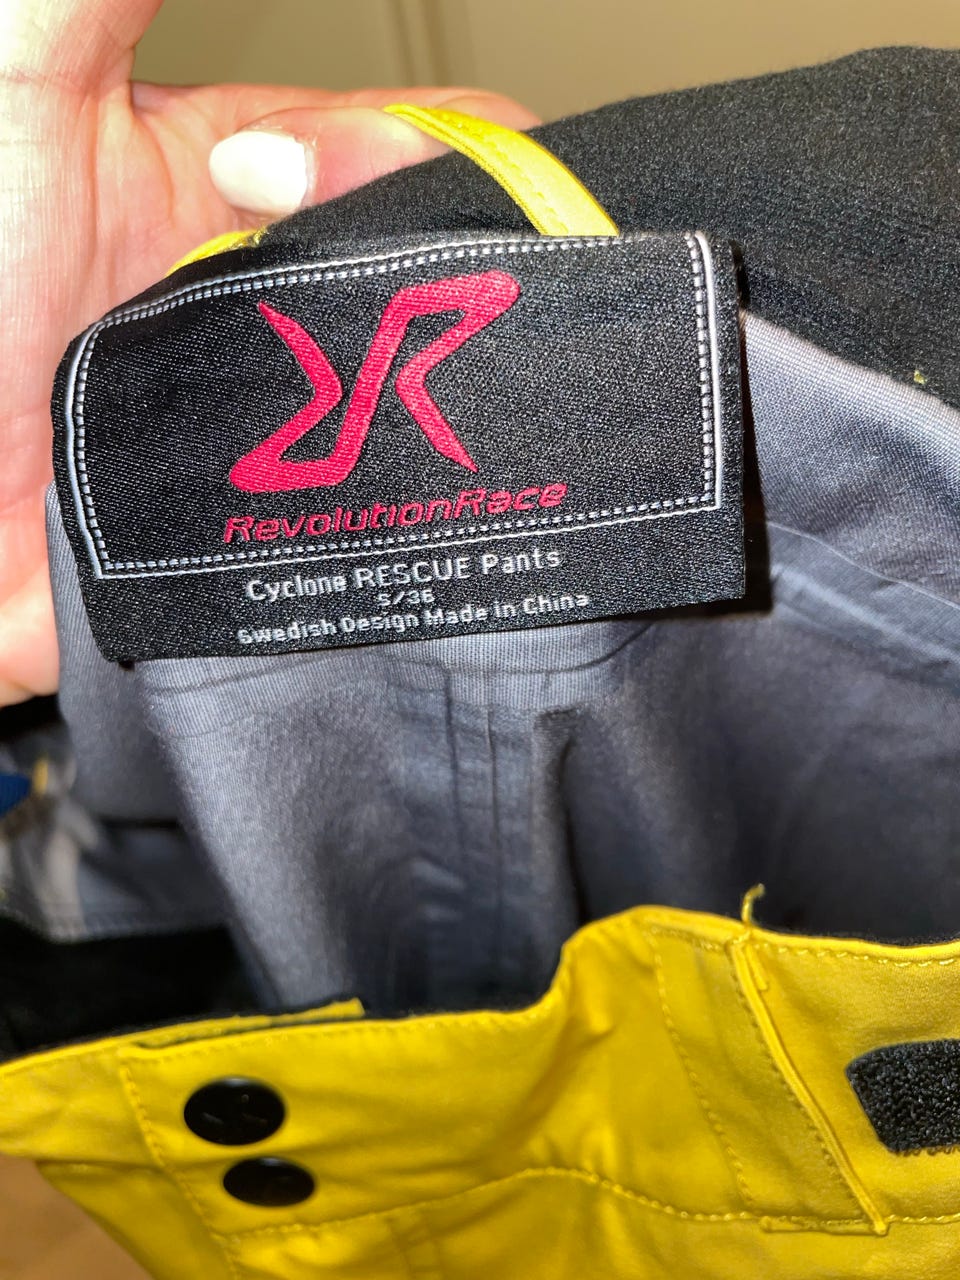 RevolutionRace
Cyclone RESCUE Pants
S/36
Swedish Design Made in China